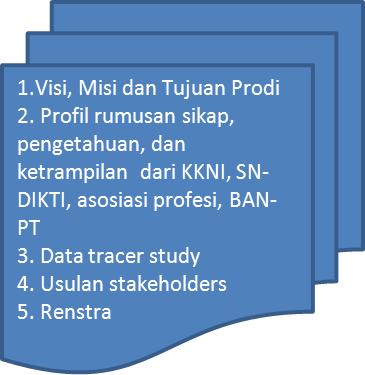 1.Visi, Misi dan Tujuan Prodi
2. Profil rumusan sikap,
pengetahuan, dan
ketrampilan dari KKNI, SN-
DIKTI, asosiasi profesi, BAN-
PT
3. Data tracer study
4. Usulan stakeholders
5. Renstra